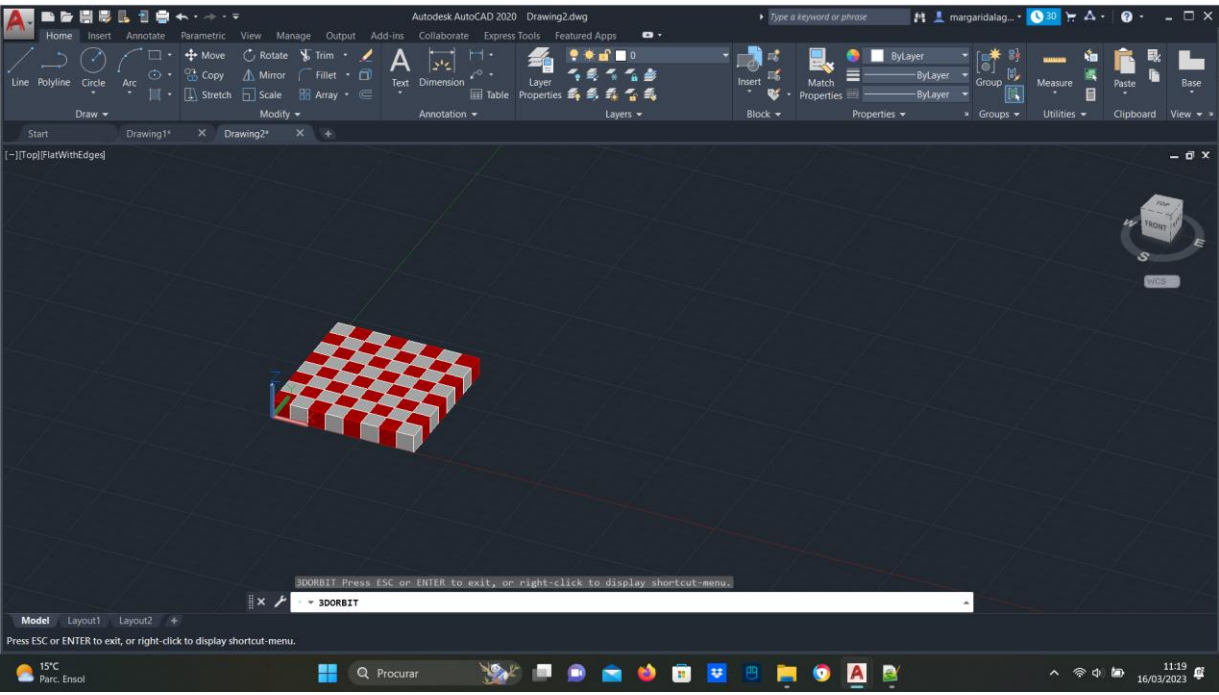 Autodesk AutoCAD 2020 Drawing2.dwg
Type a keyword or phrase
margaridalag...
30
Home Insert Annotate Parametric View Manage Output Add-ins Collaborate Express Tools Featured Apps
Line Polyline Circle Arc
Move Rotate Trim
Copy Mirror Fillet
Stretch Scale Array
A
Text Dimension
Table
Layer Properties
0
Insert
Match Properties
ByLayer
ByLayer
ByLayer
Group
Measure
Paste
Base
Draw Modify Annotation Layers Block Properties Groups Utilities Clipboard View
Start Drawing1* Drawing2*
[−][Top][FlatWithEdges]
TOP
FRONT
W
S
E
WCS
Z
3DORBIT Press ESC or ENTER to exit, or right-click to display shortcut-menu.
3DORBIT
Model Layout1 Layout2 +
Press ESC or ENTER to exit, or right-click to display shortcut-menu.
15°C
Parc. Ensol
Procurar
11:19
16/03/2023